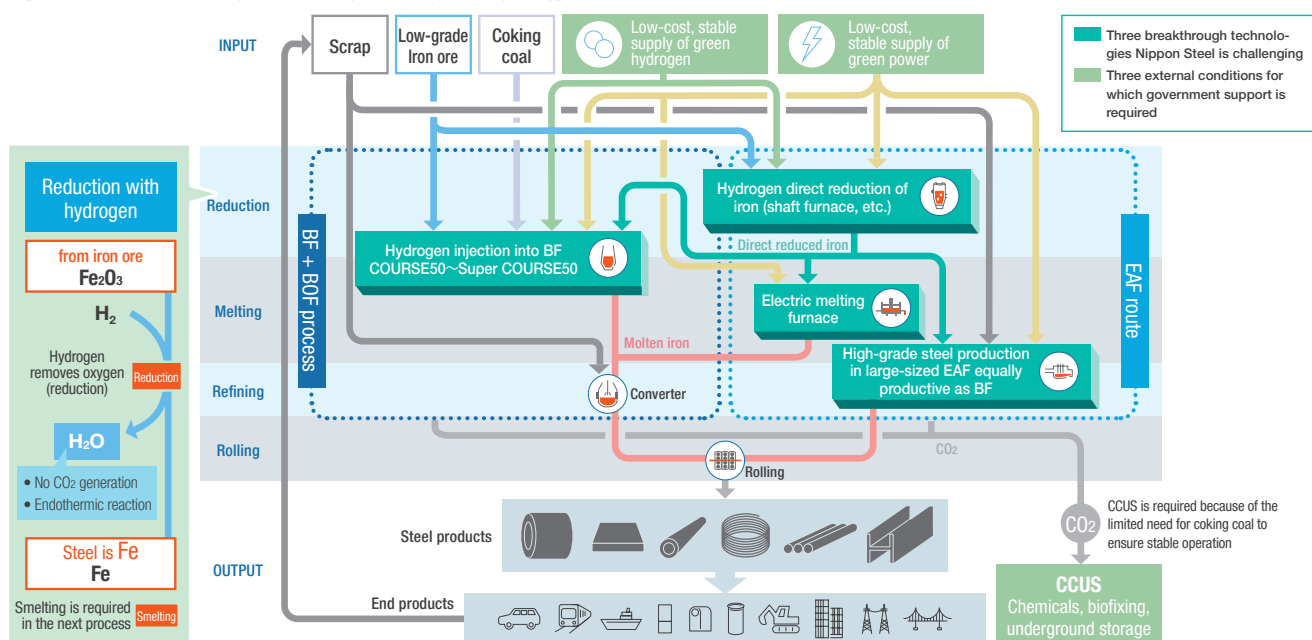 INPUT
Scrap
Low-grade
Iron ore
Coking
coal
Low-cost, stable
supply of green
hydrogen
Low-cost,
stable supply of
green power
Three breakthrough technolo-
gies Nippon Steel is challenging
Three external conditions for
which government support is
required
Reduction with
hydrogen
from iron ore
Fe₂O₃
H₂
Hydrogen
removes oxygen
(reduction)
Reduction
H₂O
• No CO₂ generation
• Endothermic reaction
Steel is Fe
Fe
Smelting is required
in the next process
Smelting
Reduction
Melting
Refining
Rolling
OUTPUT
BF + BOF process
Hydrogen injection into BF
COURSE50~Super COURSE50
Hydrogen direct reduction of
iron (shaft furnace, etc.)
Direct reduced iron
Electric melting
furnace
Molten iron
High-grade steel production
in large-sized EAF equally
productive as BF
EAF route
Converter
CO₂
Rolling
Steel products
End products
CO₂
CCUS is required because of the
limited need for coking coal to
ensure stable operation
CCUS
Chemicals, biofixing,
underground storage